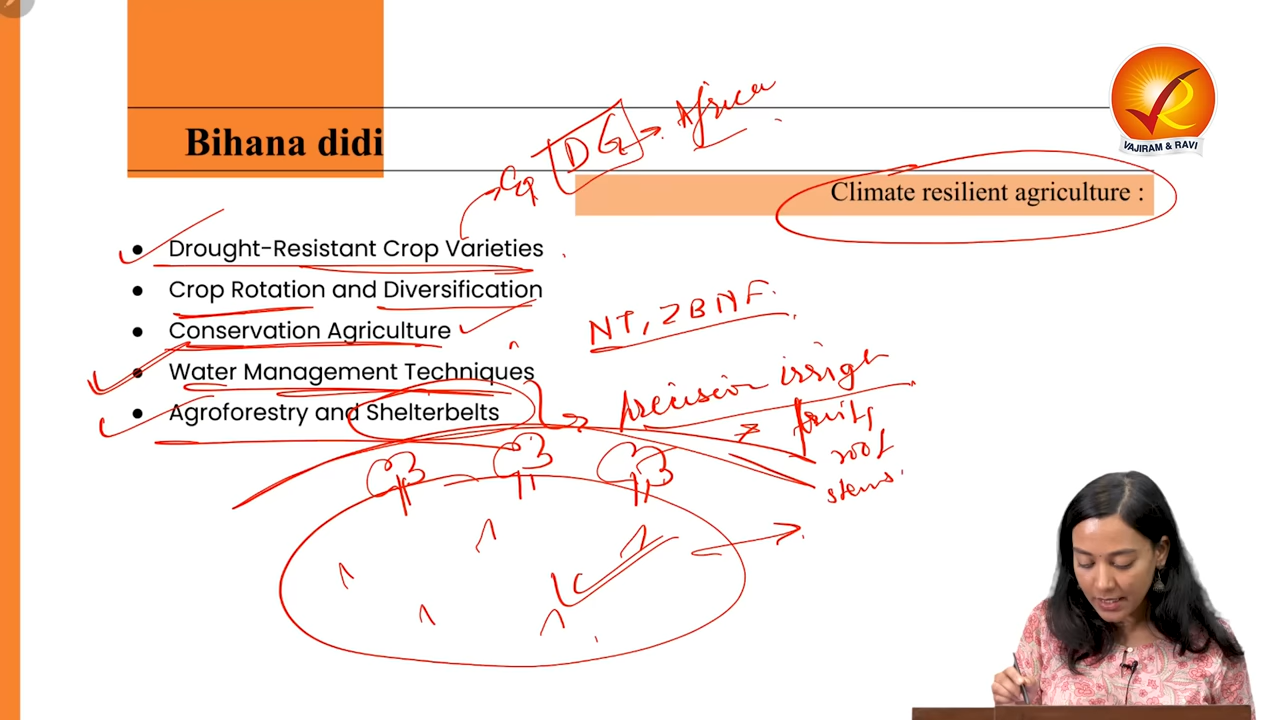 Africa
DG
Bihana didi
VAJIRAM & RAVI
Climate resilient agriculture :
● Drought-Resistant Crop Varieties
● Crop Rotation and Diversification
● Conservation Agriculture
● Water Management Techniques
● Agroforestry and Shelterbelts
NT, ZBNF.
precision irrign
fruits
root
stems